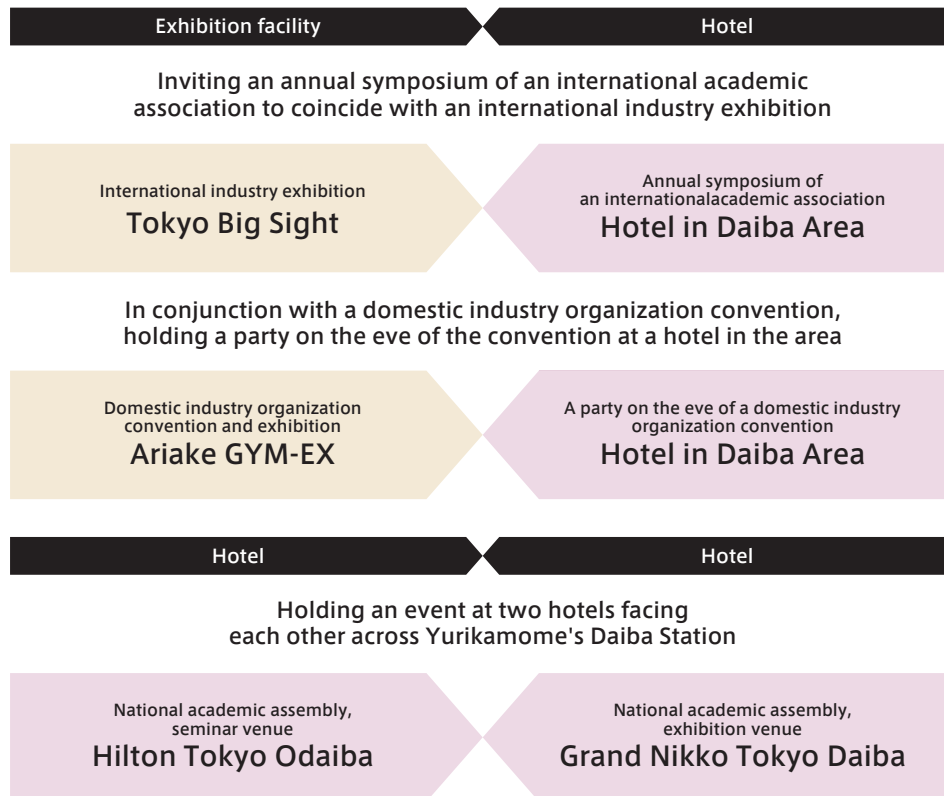 Exhibition facility
Hotel
Inviting an annual symposium of an international academic
association to coincide with an international industry exhibition
International industry exhibition
Tokyo Big Sight
Annual symposium of
an internationalacademic association
Hotel in Daiba Area
In conjunction with a domestic industry organization convention,
holding a party on the eve of the convention at a hotel in the area
Domestic industry organization
convention and exhibition
Ariake GYM-EX
A party on the eve of a domestic industry
organization convention
Hotel in Daiba Area
Hotel
Hotel
Holding an event at two hotels facing
each other across Yurikamome's Daiba Station
National academic assembly,
seminar venue
Hilton Tokyo Odaiba
National academic assembly,
exhibition venue
Grand Nikko Tokyo Daiba